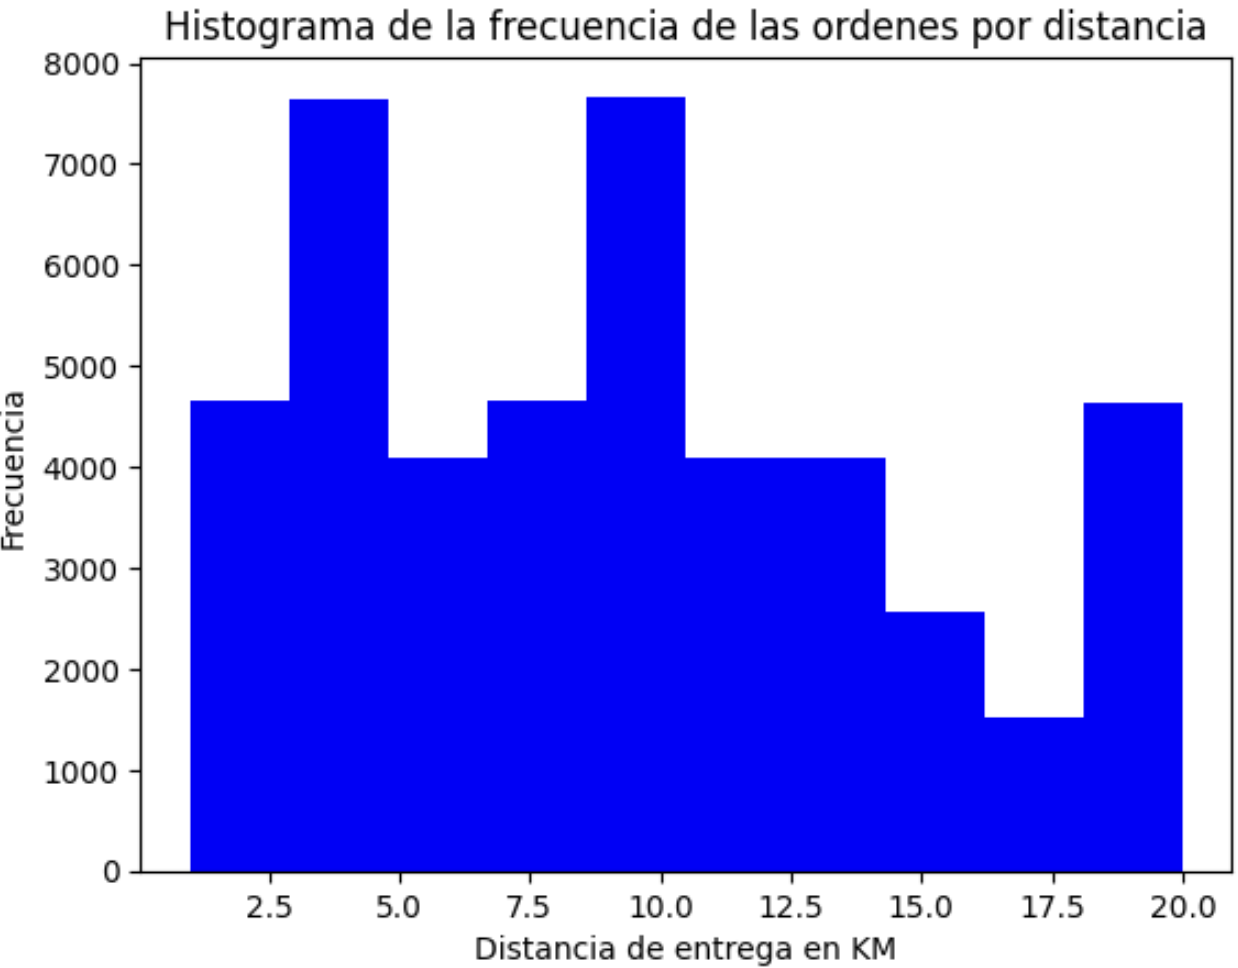 Histograma de la frecuencia de las ordenes por distancia
8000
7000
6000
5000
4000
3000
2000
1000
0
Frecuencia
2.5 5.0 7.5 10.0 12.5 15.0 17.5 20.0
Distancia de entrega en KM